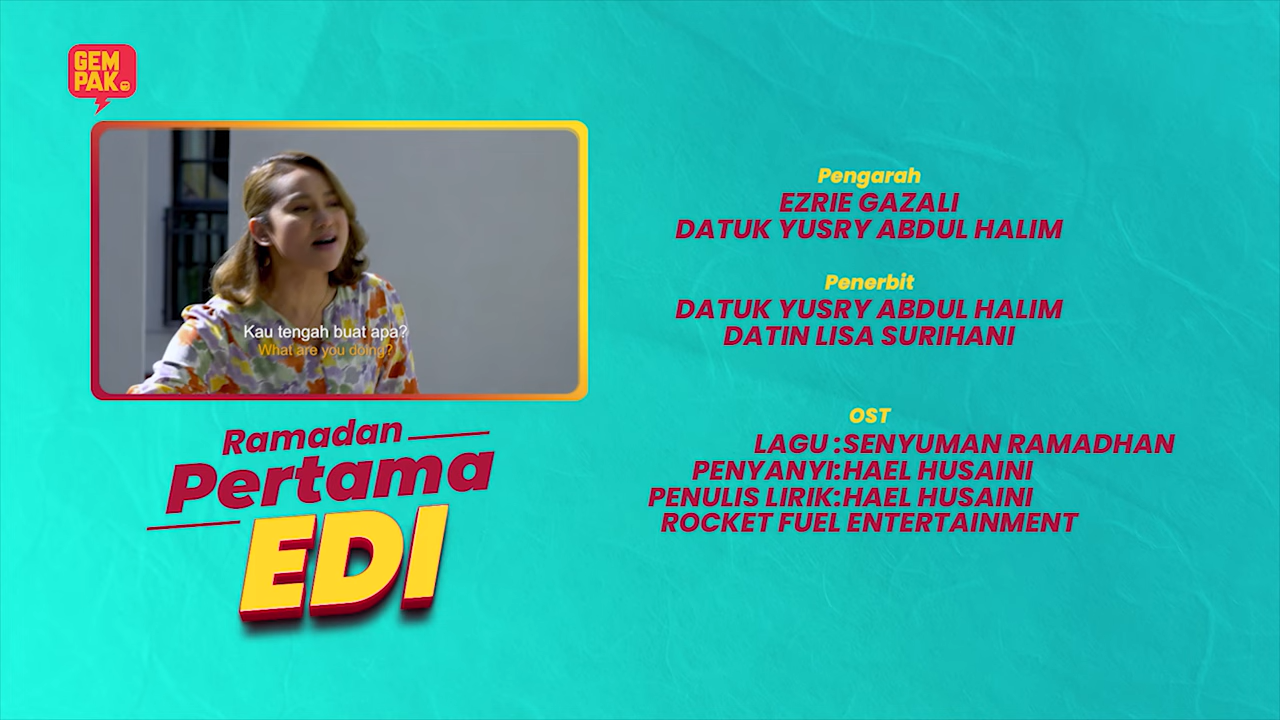 GEM
PAK
Kau tengah buat apa?
What are you doing?
Ramadan
Pertama
EDI
Pengarah
EZRIE GAZALI
DATUK YUSRY ABDUL HALIM
Penerbit
DATUK YUSRY ABDUL HALIM
DATIN LISA SURIHANI
OST
LAGU :SENYUMAN RAMADHAN
PENYANYI:HAEL HUSAINI
PENULIS LIRIK:HAEL HUSAINI
ROCKET FUEL ENTERTAINMENT